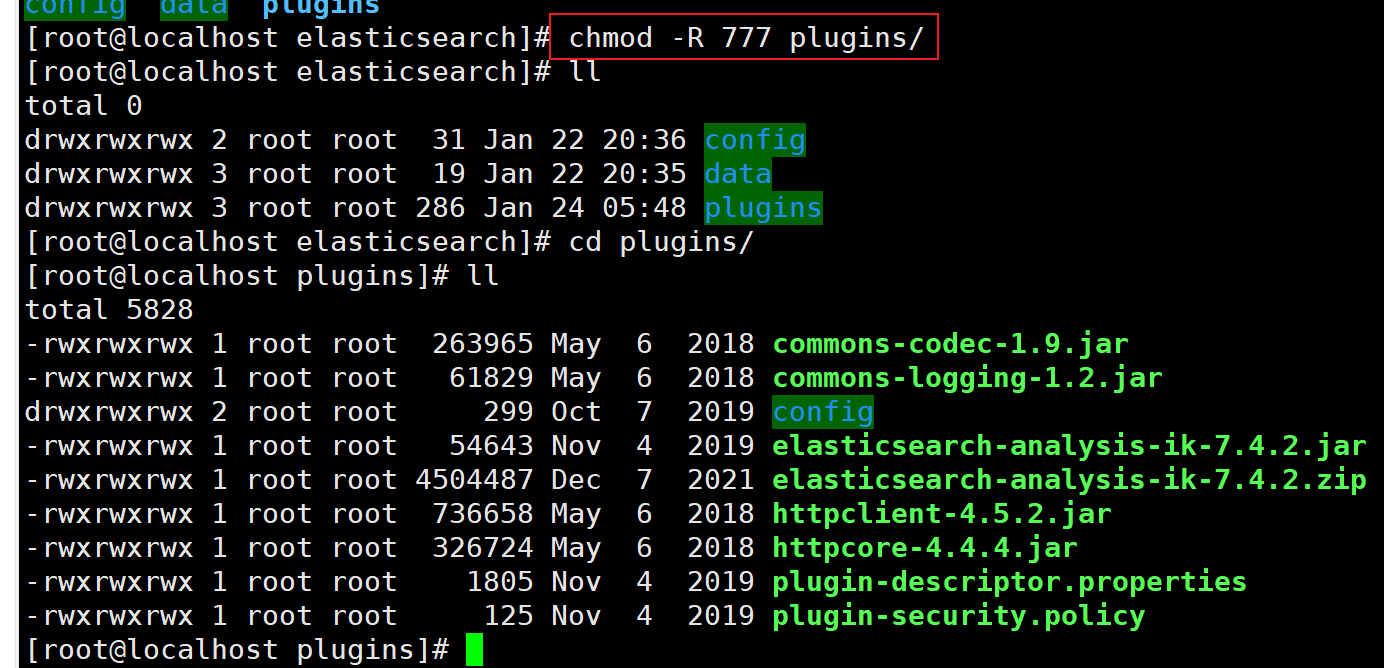 config  data  plugins
[root@localhost elasticsearch]# chmod -R 777 plugins/
[root@localhost elasticsearch]# ll
total 0
drwxrwxrwx 2 root root  31 Jan 22 20:36 config
drwxrwxrwx 3 root root  19 Jan 22 20:35 data
drwxrwxrwx 3 root root 286 Jan 24 05:48 plugins
[root@localhost elasticsearch]# cd plugins/
[root@localhost plugins]# ll
total 5828
-rwxrwxrwx 1 root root  263965 May  6  2018 commons-codec-1.9.jar
-rwxrwxrwx 1 root root   61829 May  6  2018 commons-logging-1.2.jar
drwxrwxrwx 2 root root     299 Oct  7  2019 config
-rwxrwxrwx 1 root root   54643 Nov  4  2019 elasticsearch-analysis-ik-7.4.2.jar
-rwxrwxrwx 1 root root 4504487 Dec  7  2021 elasticsearch-analysis-ik-7.4.2.zip
-rwxrwxrwx 1 root root  736658 May  6  2018 httpclient-4.5.2.jar
-rwxrwxrwx 1 root root  326724 May  6  2018 httpcore-4.4.4.jar
-rwxrwxrwx 1 root root    1805 Nov  4  2019 plugin-descriptor.properties
-rwxrwxrwx 1 root root     125 Nov  4  2019 plugin-security.policy
[root@localhost plugins]#